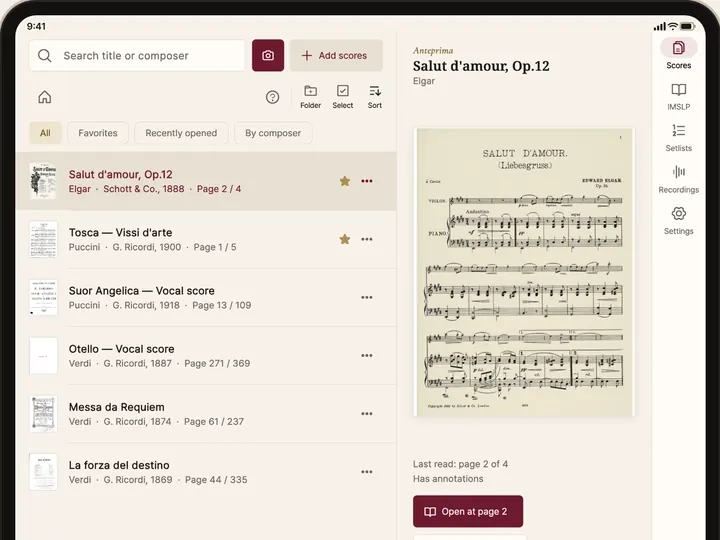 9:41
Search title or composer
Add scores
Folder
Select
Sort
All
Favorites
Recently opened
By composer
Salut d'amour, Op.12
Elgar · Schott & Co., 1888 · Page 2 / 4
Tosca — Vissi d'arte
Puccini · G. Ricordi, 1900 · Page 1 / 5
Suor Angelica — Vocal score
Puccini · G. Ricordi, 1918 · Page 13 / 109
Otello — Vocal score
Verdi · G. Ricordi, 1887 · Page 271 / 369
Messa da Requiem
Verdi · G. Ricordi, 1874 · Page 61 / 237
La forza del destino
Verdi · G. Ricordi, 1869 · Page 44 / 335
Anteprima
Salut d'amour, Op.12
Elgar
SALUT D'AMOUR.
(Liebesgruss.)
EDWARD ELGAR
VIOLON.
Andantino
PIANO
Last read: page 2 of 4
Has annotations
Open at page 2
Scores
IMSLP
Setlists
Recordings
Settings